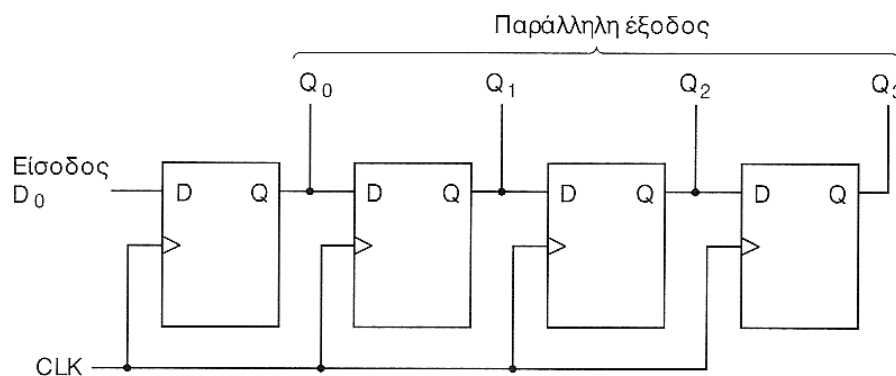 Παράλληλη έξοδος
Q0 Q1 Q2 Q3
Είσοδος
D0
D Q D Q D Q D Q
CLK